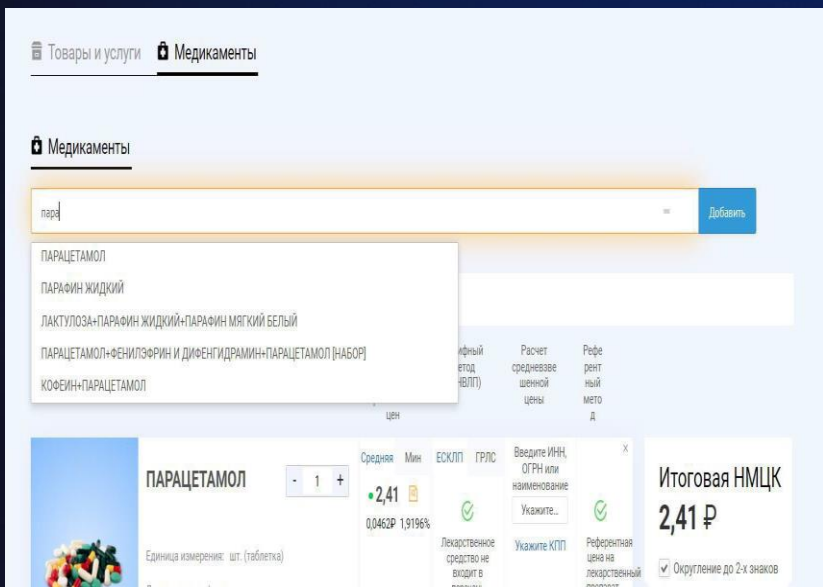 Товары и услуги Медикаменты
Медикаменты
пара
Добавить
ПАРАЦЕТАМОЛ
ПАРАФИН ЖИДКИЙ
ЛАКТУЛОЗА+ПАРАФИН ЖИДКИЙ+ПАРАФИН МЯГКИЙ БЕЛЫЙ
ПАРАЦЕТАМОЛ+ФЕНИЛЭФРИН И ДИФЕНГИДРАМИН+ПАРАЦЕТАМОЛ [НАБОР]
КОФЕИН+ПАРАЦЕТАМОЛ
цен
Расчет
средневзве
шенной
цены
Рефе
рент
ный
мето
д
ПАРАЦЕТАМОЛ
- 1 +
Единица измерения: шт. (таблетка)
Средняя Мин
2,41
0,0462₽ 1,9196%
ЕСКЛП ГРЛС
Лекарственное
средство не
входит в
Введите ИНН,
ОГРН или
наименование
Укажите...
Укажите КПП
x
Референтная
цена на
лекарственный
Итоговая НМЦК
2,41 ₽
Округление до 2-х знаков